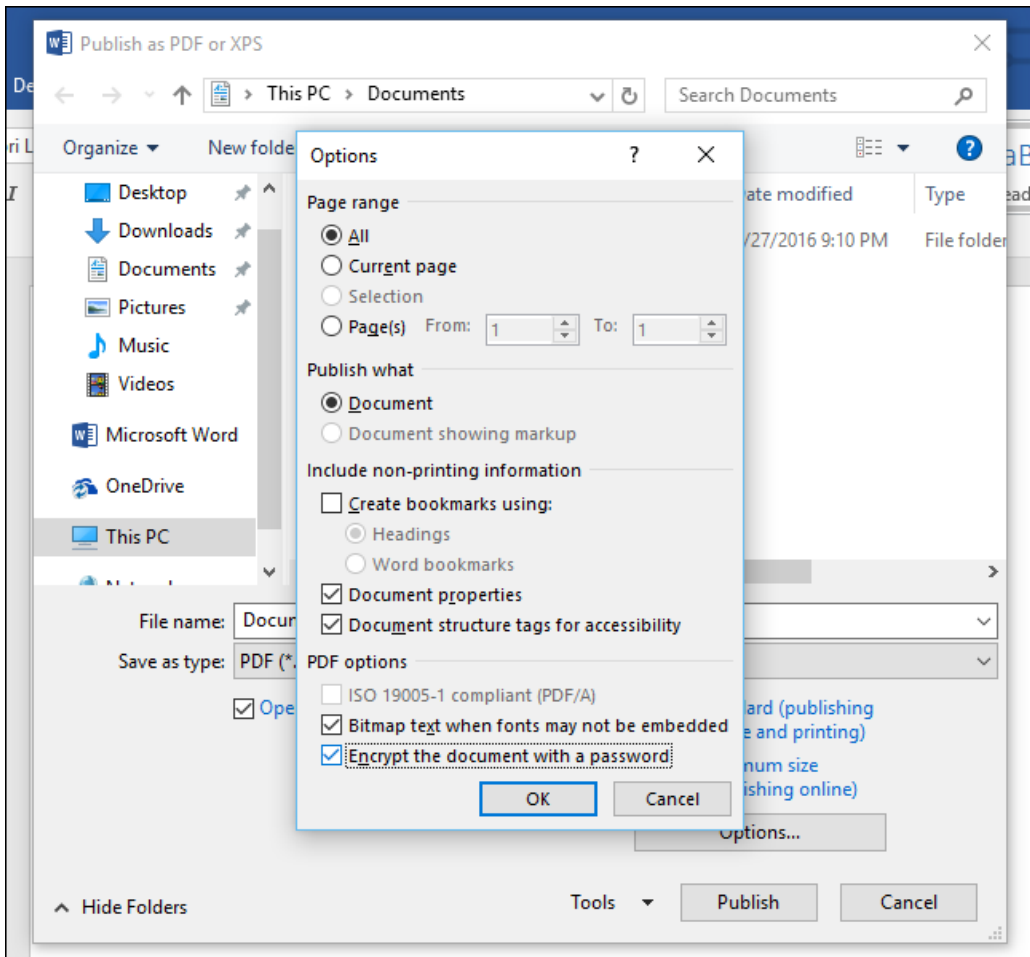 Publish as PDF or XPS
De
This PC > Documents
Search Documents
Organize
New folde
Options
?
Desktop
Downloads
Documents
Pictures
Music
Videos
Microsoft Word
OneDrive
This PC
ate modified
Type
/27/2016 9:10 PM
File folder
Page range
All
Current page
Selection
Page(s) From: 1 To: 1
Publish what
Document
Document showing markup
Include non-printing information
Create bookmarks using:
Headings
Word bookmarks
Document properties
Document structure tags for accessibility
PDF options
ISO 19005-1 compliant (PDF/A)
Bitmap text when fonts may not be embedded
Encrypt the document with a password
OK
Cancel
File name: Docur
Save as type: PDF (*.
Ope
ard (publishing
e and printing)
num size
ishing online)
Options...
Hide Folders
Tools
Publish
Cancel